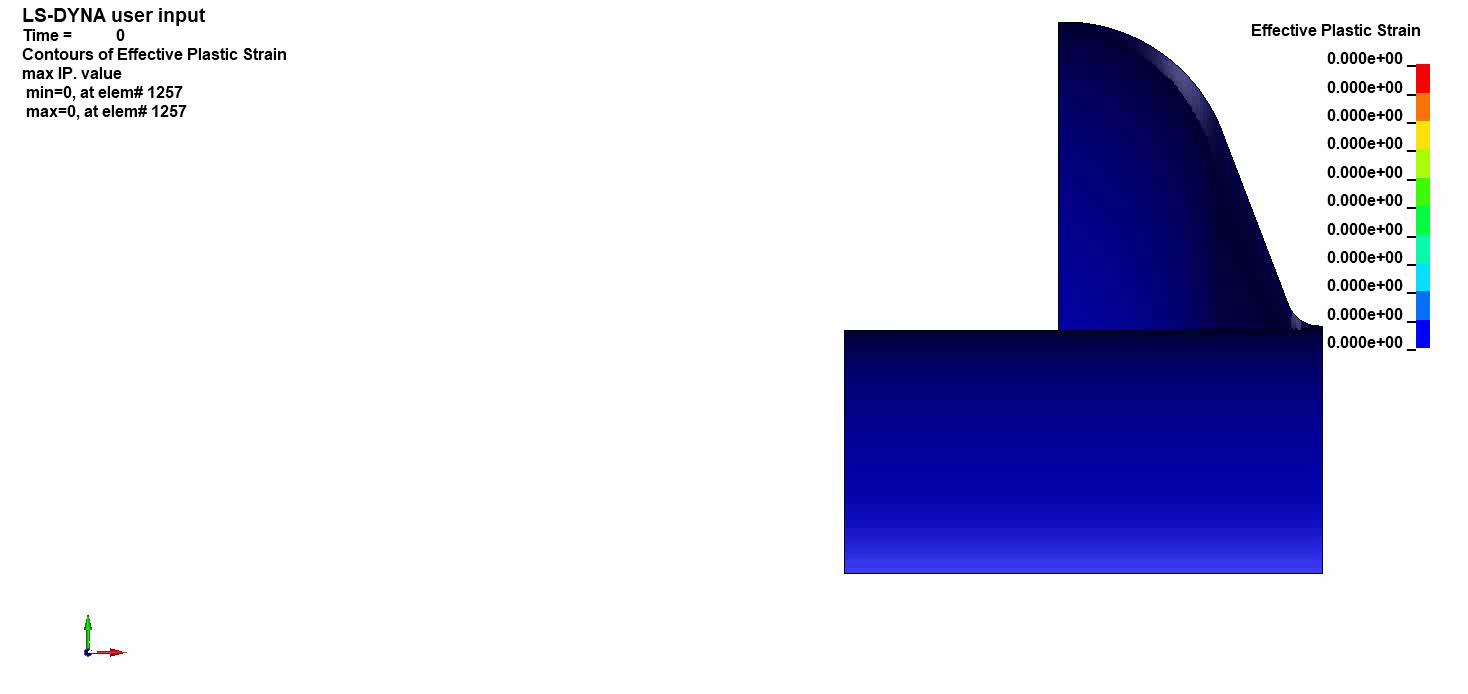 LS-DYNA user input
Time = 0
Contours of Effective Plastic Strain
max IP. value
min=0, at elem# 1257
max=0, at elem# 1257
Effective Plastic Strain
0.000e+00
0.000e+00
0.000e+00
0.000e+00
0.000e+00
0.000e+00
0.000e+00
0.000e+00
0.000e+00
0.000e+00
0.000e+00